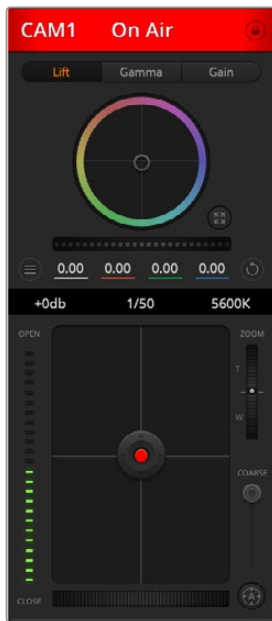 CAM1 On Air
Lift Gamma Gain
0.00 0.00 0.00 0.00
+0db 1/50 5600K
OPEN ZOOM
T
W
COARSE
A
CLOSE